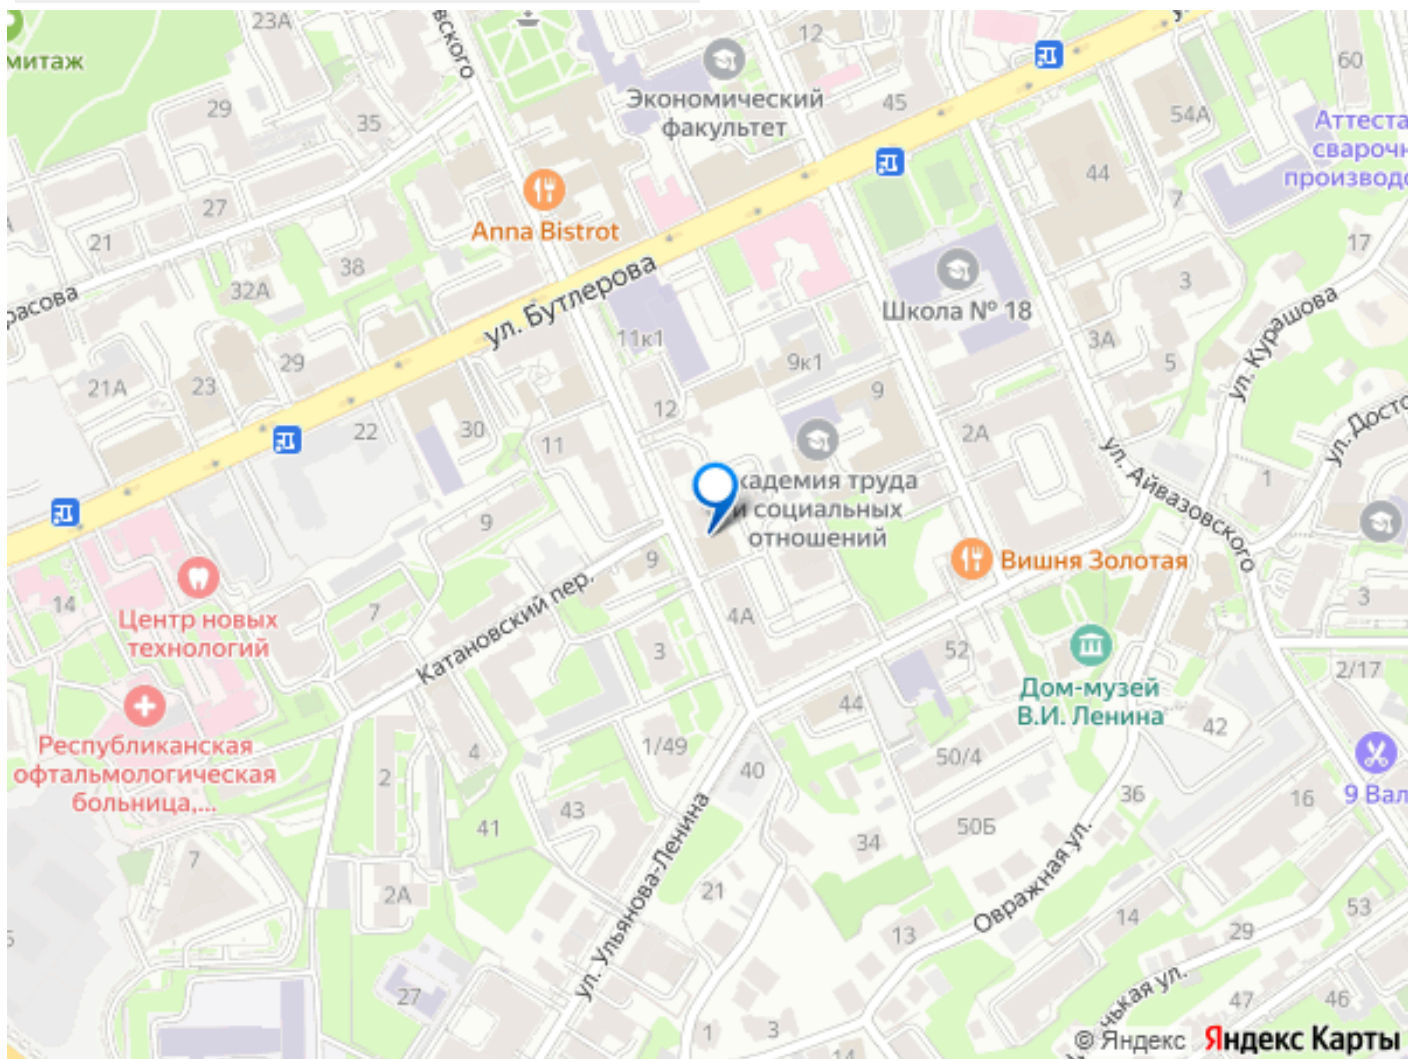 23А
митаж
вского
12
Экономический
факультет
45
60
54А
Аттеста
сварочн
производс
29
35
44
7
27
Anna Bistrot
21
38
17
32А
расова
ул. Бутлерова
Школа № 18
3
ул. Курашова
11к1
3А
5
29
9к1
21А
23
9
12
22
30
11
2А
ул. Досто
ул. Айвазовского
1
кадемия труда
и социальных
отношений
9
Вишня Золотая
9
Катановский пер.
14
Центр новых
технологий
7
4А
3
3
52
Дом-музей
В.И. Ленина
2/17
44
42
Республиканская
офтальмологическая
больница,...
4
1/49
50/4
2
40
36
16
9 Вал
43
41
50Б
34
7
ул. Ульянова-Ленина
Овражная ул.
2А
21
14
53
13
29
27
нькая ул.
47
46
1
3
14
© Яндекс Яндекс Карты